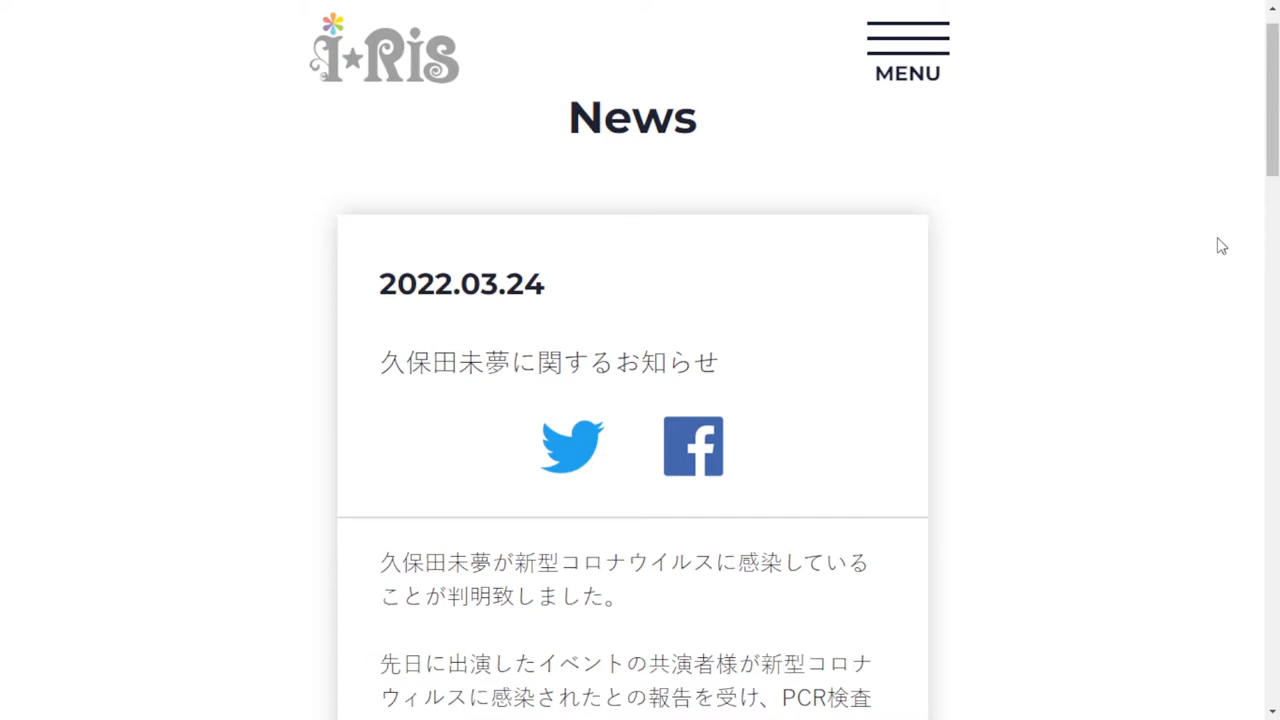 i★Ris
MENU
News
2022.03.24
久保田未夢に関するお知らせ
久保田未夢が新型コロナウイルスに感染している
ことが判明致しました。
先日に出演したイベントの共演者様が新型コロナ
ウィルスに感染されたとの報告を受け、PCR検査